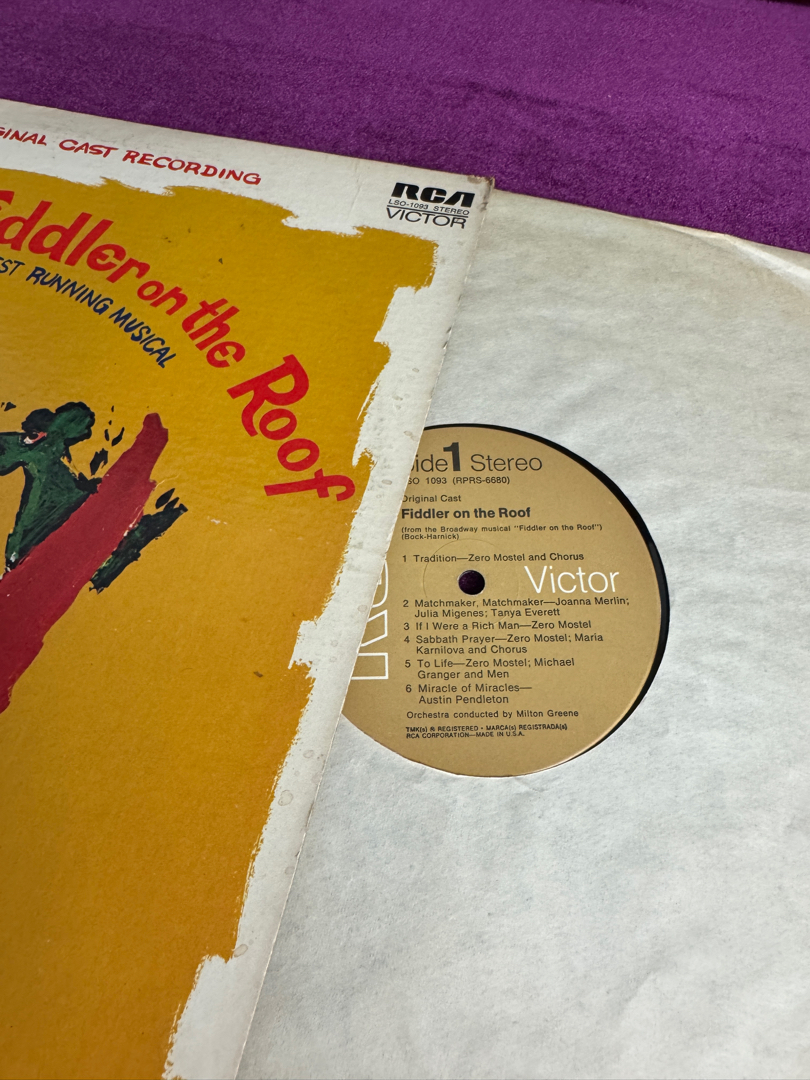 GINAL CAST RECORDING
RCA
LSO-1093 STEREO
VICTOR
iddler on the Roof
EST RUNNING MUSICAL
ide 1 Stereo
SO 1093 (RPRS-6680)
Original Cast
Fiddler on the Roof
(from the Broadway musical "Fiddler on the Roof")
(Bock-Harnick)
1 Tradition—Zero Mostel and Chorus
Victor
2 Matchmaker, Matchmaker—Joanna Merlin;
Julia Migenes; Tanya Everett
3 If I Were a Rich Man—Zero Mostel
4 Sabbath Prayer—Zero Mostel; Maria
Karnilova and Chorus
5 To Life—Zero Mostel; Michael
Granger and Men
6 Miracle of Miracles—
Austin Pendleton
Orchestra conducted by Milton Greene
TMK(s) ® REGISTERED • MARCA(s) REGISTRADA(s)
RCA CORPORATION—MADE IN U.S.A.